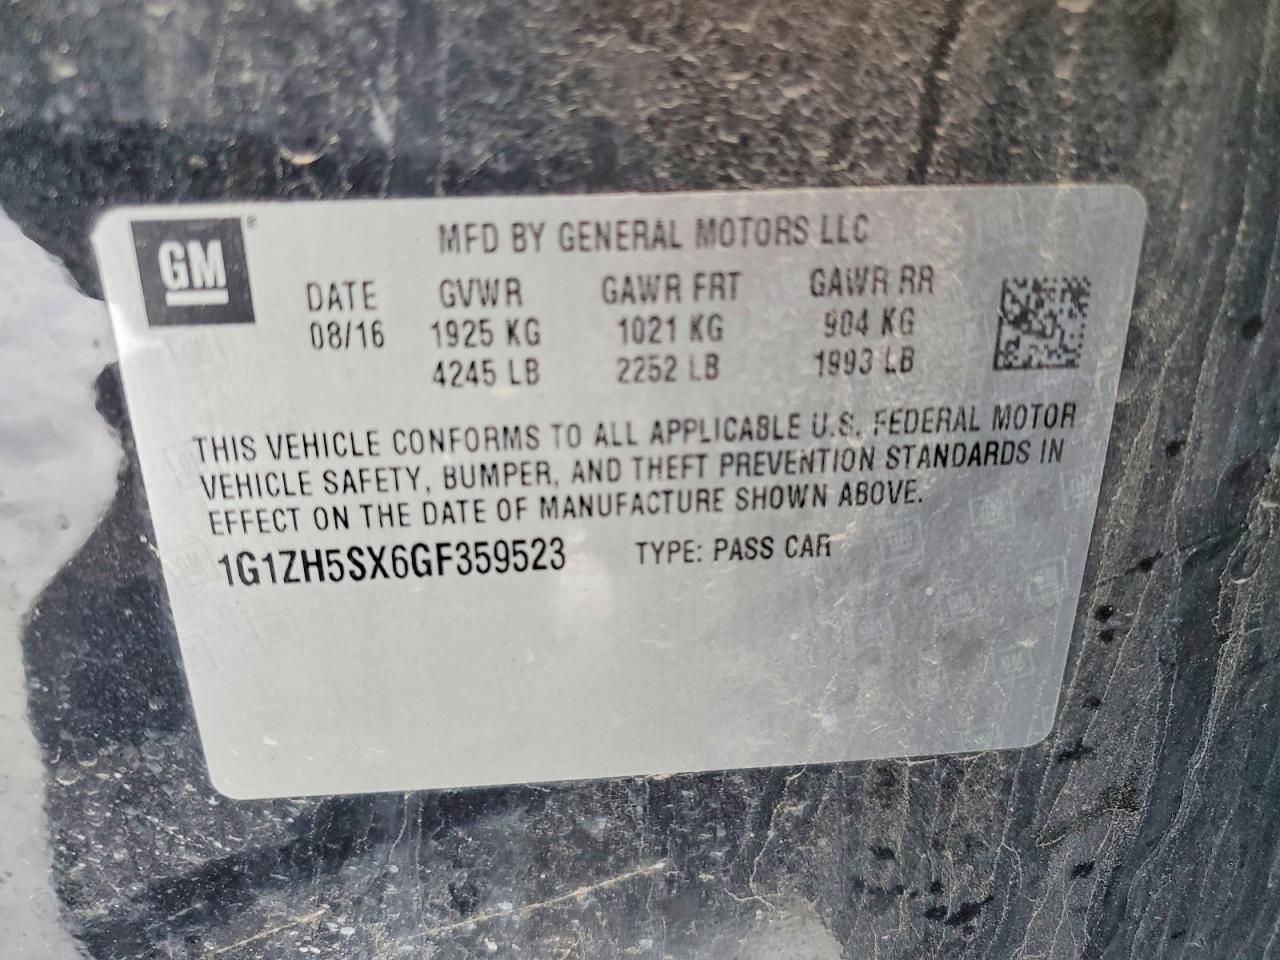 GM®
MFD BY GENERAL MOTORS LLC
DATE GVWR GAWR FRT GAWR RR
08/16 1925 KG 1021 KG 904 KG
4245 LB 2252 LB 1993 LB
THIS VEHICLE CONFORMS TO ALL APPLICABLE U.S. FEDERAL MOTOR
VEHICLE SAFETY, BUMPER, AND THEFT PREVENTION STANDARDS IN
EFFECT ON THE DATE OF MANUFACTURE SHOWN ABOVE.
1G1ZH5SX6GF359523 TYPE: PASS CAR